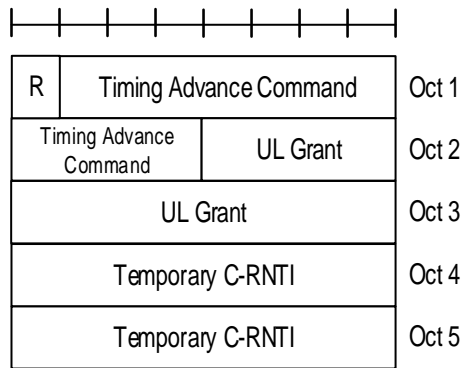 R Timing Advance Command Oct 1
Timing Advance
Command
UL Grant Oct 2
UL Grant Oct 3
Temporary C-RNTI Oct 4
Temporary C-RNTI Oct 5